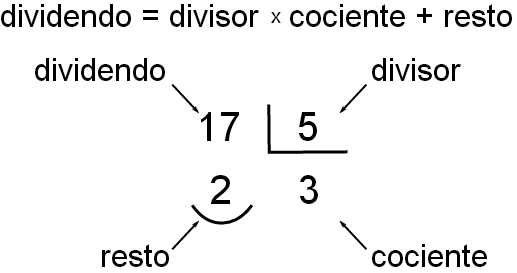 dividendo = divisor x cociente + resto
dividendo divisor
17 5
2 3
resto cociente